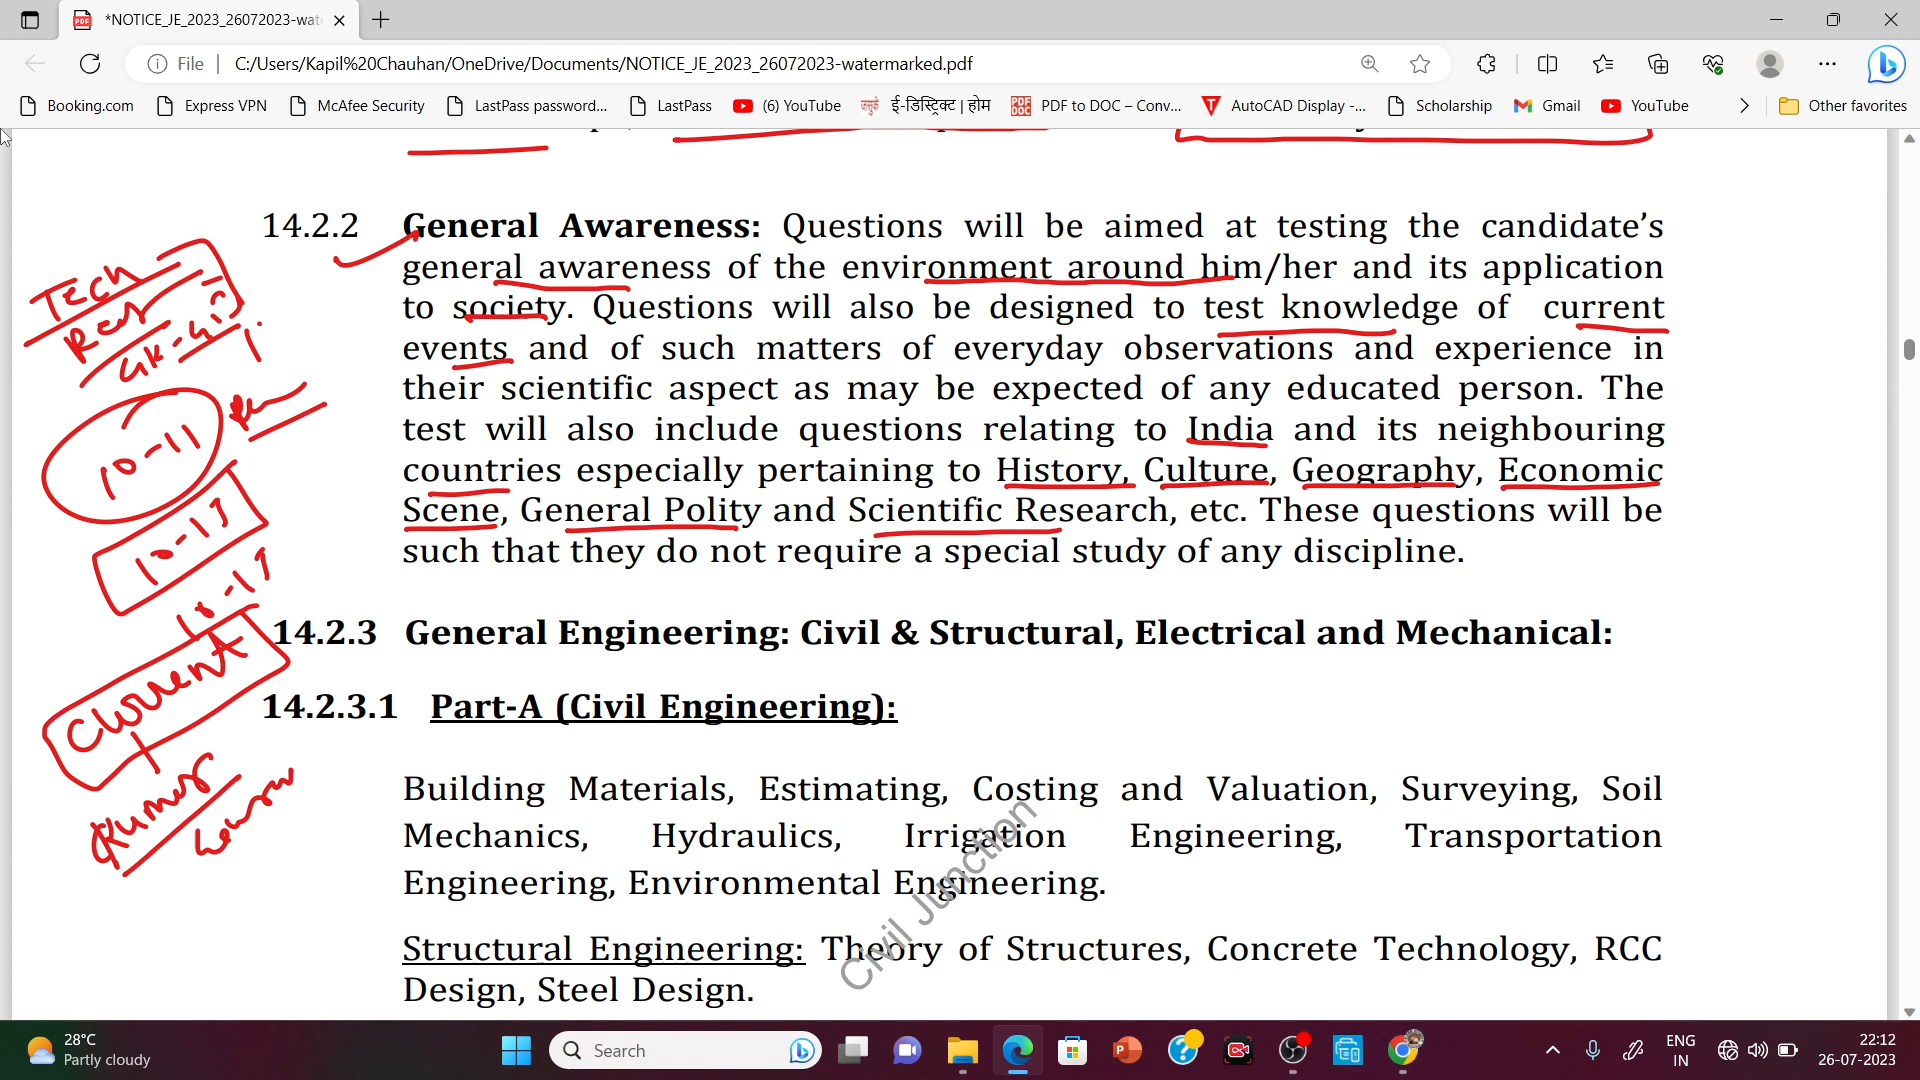 *NOTICE_JE_2023_26072023-wat
File C:/Users/Kapil%20Chauhan/OneDrive/Documents/NOTICE_JE_2023_26072023-watermarked.pdf
Booking.com Express VPN McAfee Security LastPass password... LastPass (6) YouTube ई-डिस्ट्रिक्ट | होम PDF to DOC – Conv... AutoCAD Display -... Scholarship Gmail YouTube Other favorites
14.2.2 General Awareness: Questions will be aimed at testing the candidate's
general awareness of the environment around him/her and its application
to society. Questions will also be designed to test knowledge of current
events and of such matters of everyday observations and experience in
their scientific aspect as may be expected of any educated person. The
test will also include questions relating to India and its neighbouring
countries especially pertaining to History, Culture, Geography, Economic
Scene, General Polity and Scientific Research, etc. These questions will be
such that they do not require a special study of any discipline.
Tech
10-11
14.2.3 General Engineering: Civil & Structural, Electrical and Mechanical:
14.2.3.1 Part-A (Civil Engineering):
Building Materials, Estimating, Costing and Valuation, Surveying, Soil
Mechanics, Hydraulics, Irrigation Engineering, Transportation
Engineering, Environmental Engineering.
Structural Engineering: Theory of Structures, Concrete Technology, RCC
Design, Steel Design.
Civil Junction
28°C
Partly cloudy
Search
ENG
IN
22:12
26-07-2023